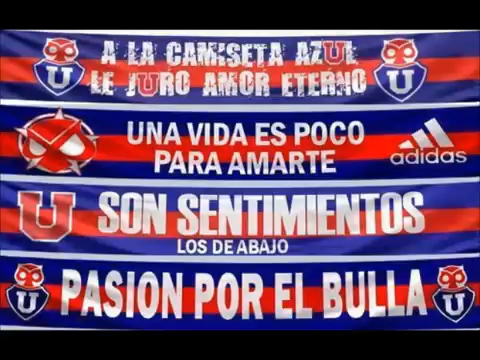 A LA CAMISETA AZUL
LE JURO AMOR ETERNO
U
U
UNA VIDA ES POCO
PARA AMARTE
adidas
U
SON SENTIMIENTOS
LOS DE ABAJO
U
PASION POR EL BULLA
U